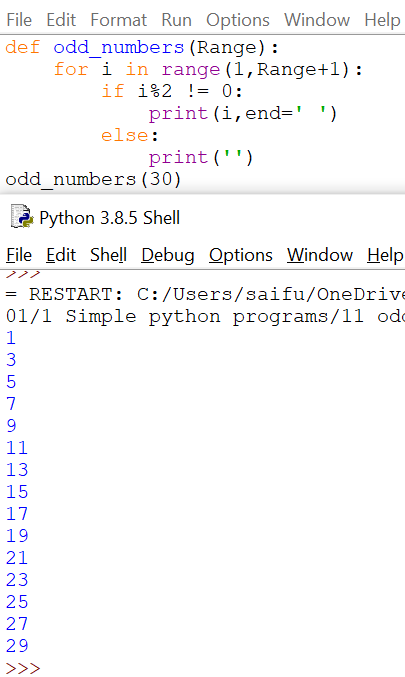 File Edit Format Run Options Window Help
def odd_numbers(Range):
    for i in range(1,Range+1):
        if i%2 != 0:
            print(i,end=' ')
        else:
            print('')
odd_numbers(30)
Python 3.8.5 Shell
File Edit Shell Debug Options Window Help
>>>
= RESTART: C:/Users/saifu/OneDrive
01/1 Simple python programs/11 odd
1
3
5
7
9
11
13
15
17
19
21
23
25
27
29
>>>